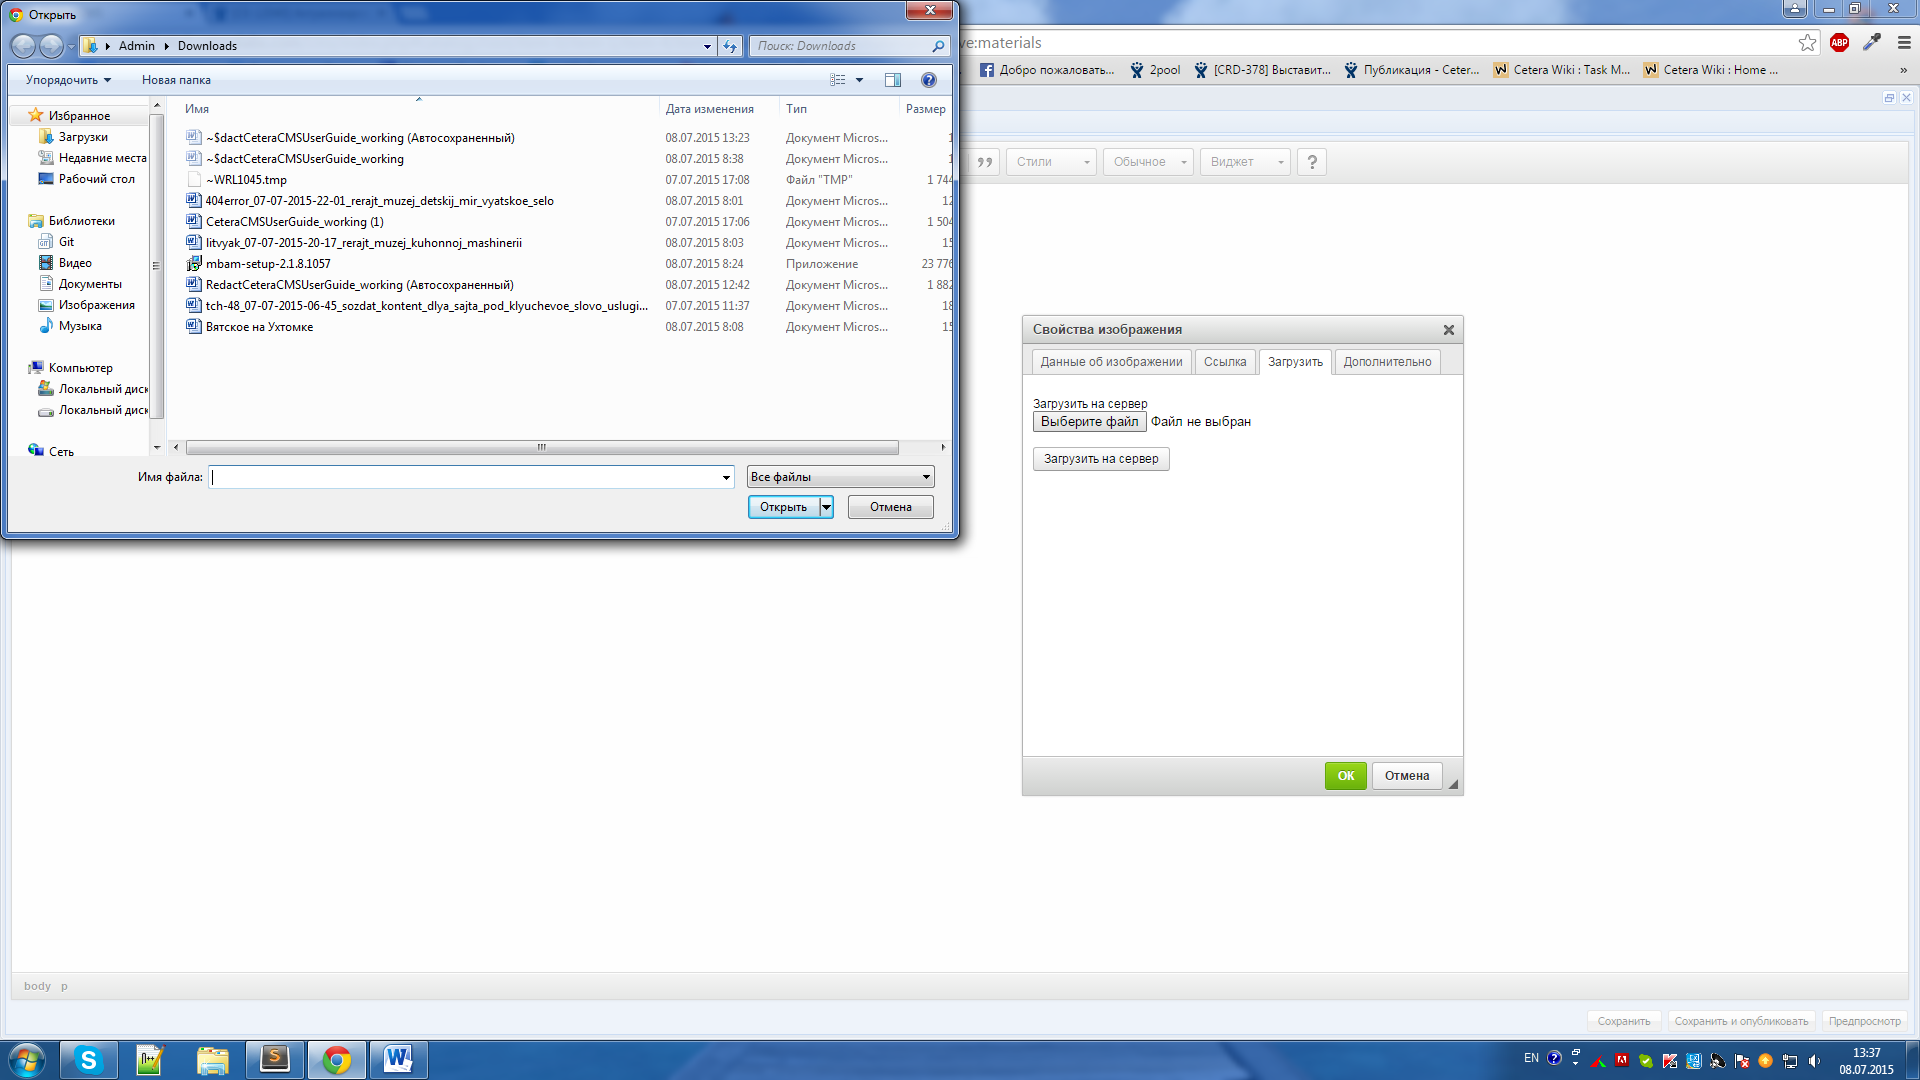 Открыть
Admin Downloads
Поиск: Downloads
Упорядочить
Новая папка
Имя Дата изменения Тип Размер
~$dactCeteraCMSUserGuide_working (Автосохраненный) 08.07.2015 13:23 Документ Micros... 1
~$dactCeteraCMSUserGuide_working 08.07.2015 8:38 Документ Micros... 1
~WRL1045.tmp 07.07.2015 17:08 Файл "TMP" 1 744
404error_07-07-2015-22-01_rerajt_muzej_detskij_mir_vyatskoe_selo 08.07.2015 8:01 Документ Micros... 12
CeteraCMSUserGuide_working (1) 07.07.2015 17:06 Документ Micros... 1 504
litvyak_07-07-2015-20-17_rerajt_muzej_kuhonnoj_mashinerii 08.07.2015 8:03 Документ Micros... 15
mbam-setup-2.1.8.1057 08.07.2015 8:24 Приложение 23 776
RedactCeteraCMSUserGuide_working (Автосохраненный) 08.07.2015 12:42 Документ Micros... 1 882
tch-48_07-07-2015-06-45_sozdat_kontent_dlya_sajta_pod_klyuchevoe_slovo_uslugi... 07.07.2015 11:37 Документ Micros... 18
Вятское на Ухтомке 08.07.2015 8:08 Документ Micros... 15
Избранное
Загрузки
Недавние места
Рабочий стол
Библиотеки
Git
Видео
Документы
Изображения
Музыка
Компьютер
Локальный диск
Локальный диск
Сеть
Имя файла:
Все файлы
Открыть
Отмена
ve:materials
ABP
Добро пожаловать...
2pool
[CRD-378] Выставит...
Публикация - Ceter...
Cetera Wiki : Task M...
Cetera Wiki : Home ...
»
Стили
Обычное
Виджет
?
Свойства изображения
Данные об изображении
Ссылка
Загрузить
Дополнительно
Загрузить на сервер
Выберите файл Файл не выбран
Загрузить на сервер
ОК
Отмена
body p
Сохранить
Сохранить и опубликовать
Предпросмотр
EN
13:37
08.07.2015